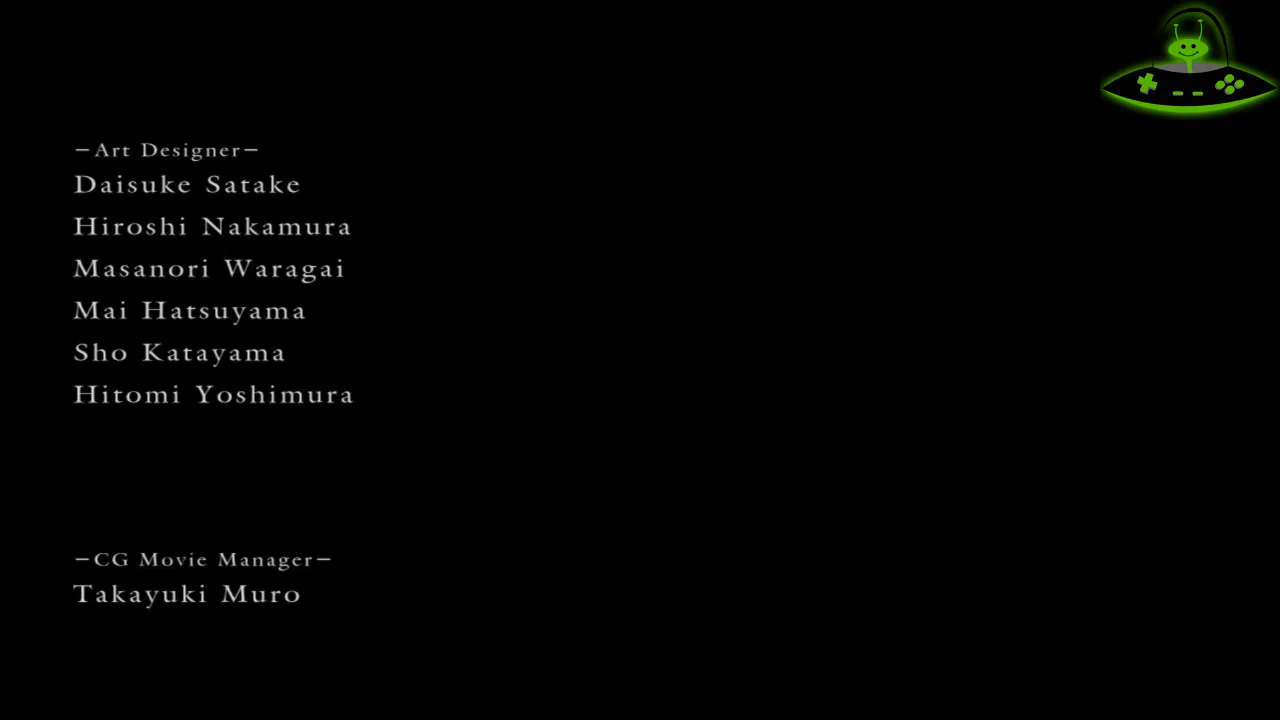 －Art Designer－
Daisuke Satake
Hiroshi Nakamura
Masanori Waragai
Mai Hatsuyama
Sho Katayama
Hitomi Yoshimura
－CG Movie Manager－
Takayuki Muro